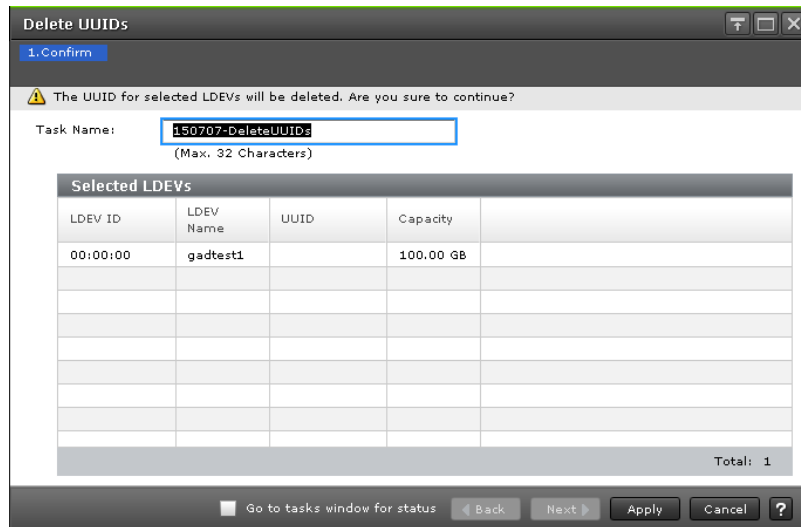 Delete UUIDs
1.Confirm
The UUID for selected LDEVs will be deleted. Are you sure to continue?
Task Name: 150707-DeleteUUIDs
(Max. 32 Characters)
Selected LDEVs
LDEV ID LDEV Name UUID Capacity
00:00:00 gadtest1 100.00 GB
Total: 1
Go to tasks window for status Back Next Apply Cancel ?